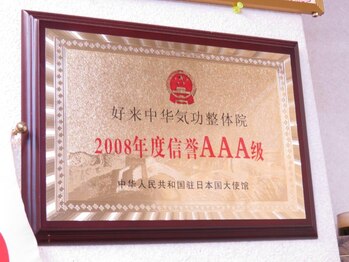 好来中华気功整体院
2008年度信誉AAA级
中华人民共和国驻日本国大使馆